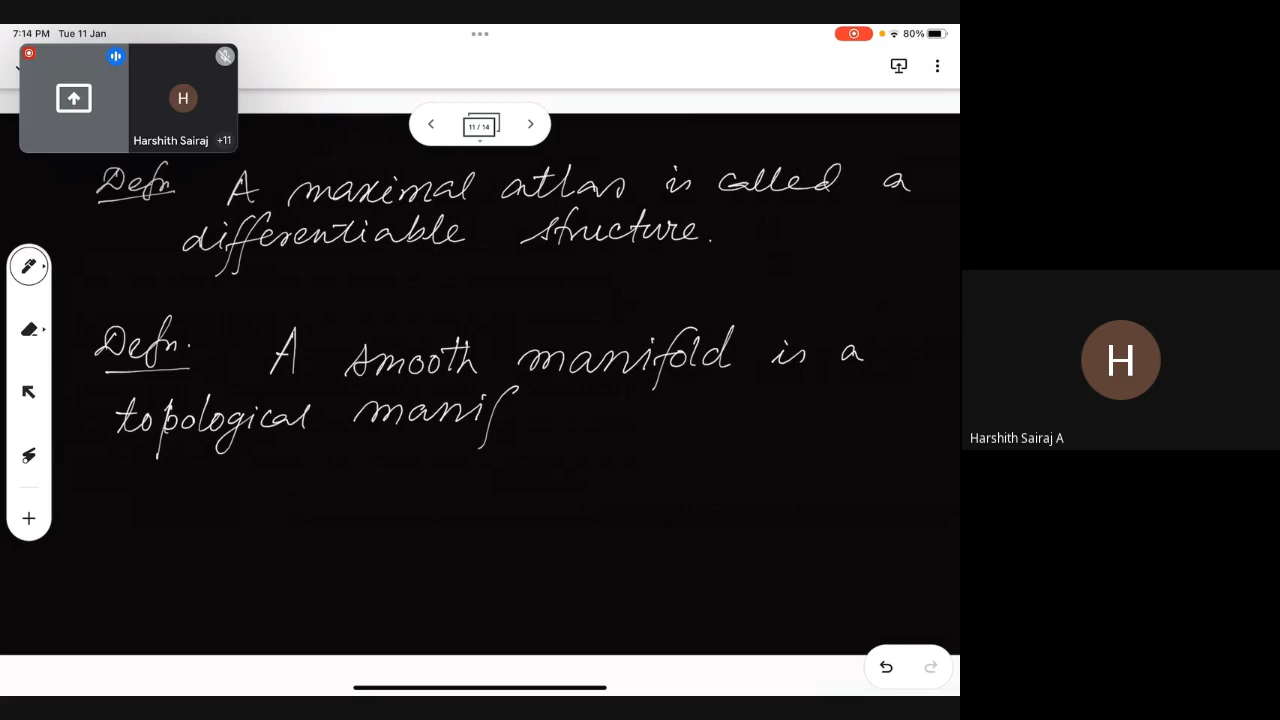 7:14 PM Tue 11 Jan
80%
H
Harshith Sairaj +11
11 / 14
Defn A maximal atlas is called a
differentiable structure.
Defn. A smooth manifold is a
topological manif
H
Harshith Sairaj A